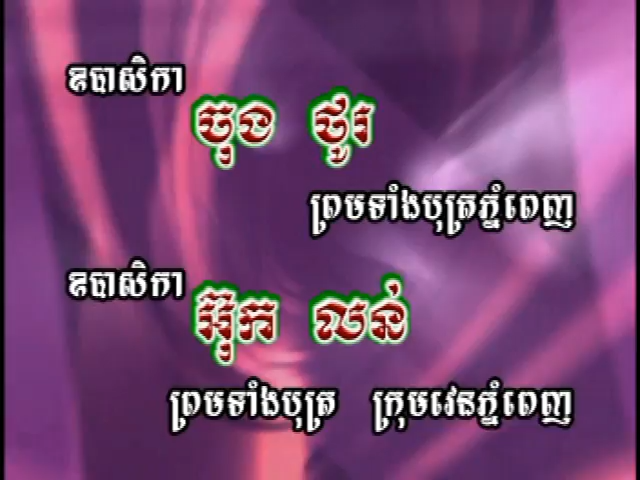 ឧបាសិកា
ចុង ថូរ
ព្រមទាំងបុត្រភ្នំពេញ
ឧបាសិកា
អ៊ុក លន់
ព្រមទាំងបុត្រ ក្រុមវេនភ្នំពេញ